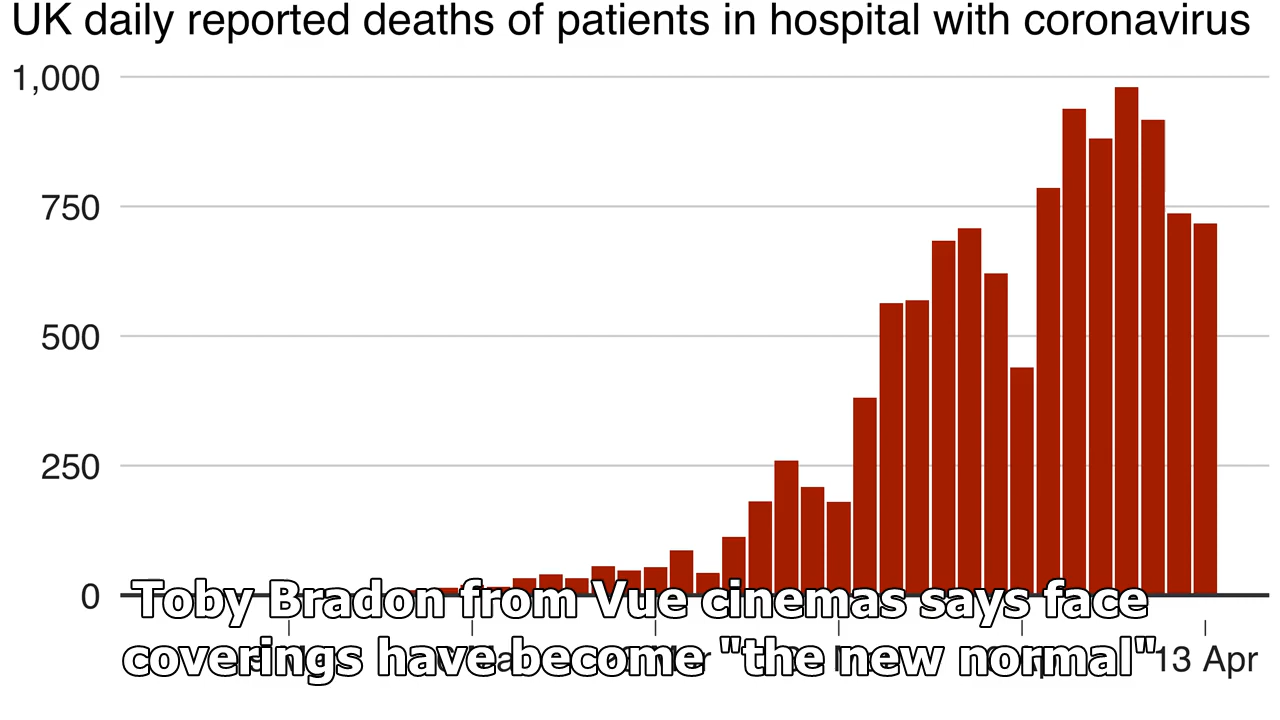 UK daily reported deaths of patients in hospital with coronavirus
1,000
750
500
250
0
13 Apr
Toby Bradon from Vue cinemas says face
coverings have become "the new normal"